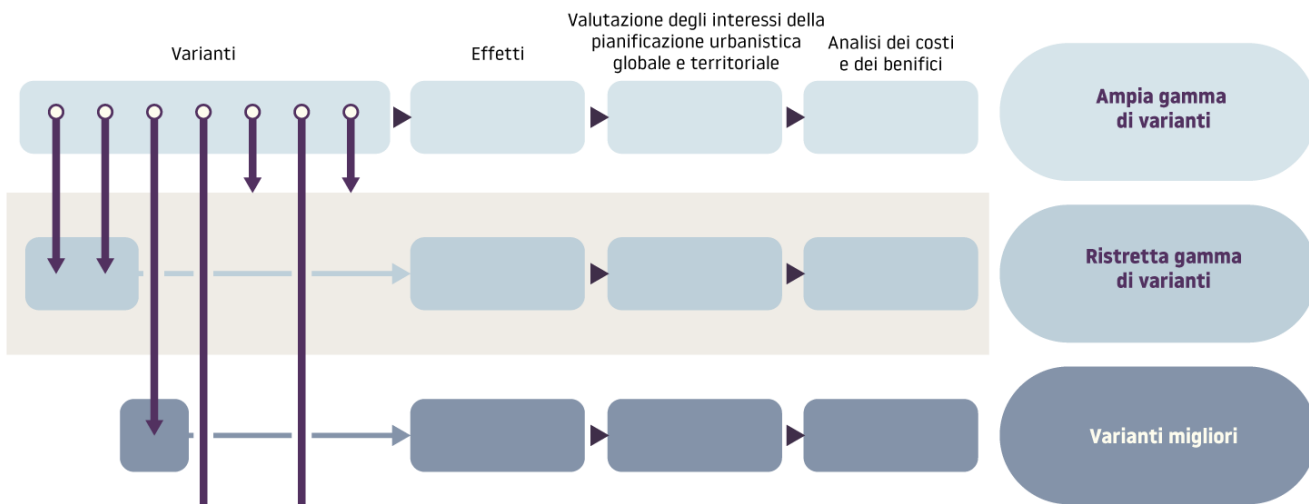 Varianti
Effetti
Valutazione degli interessi della
pianificazione urbanistica
globale e territoriale
Analisi dei costi
e dei benifici
Ampia gamma
di varianti
Ristretta gamma
di varianti
Varianti migliori